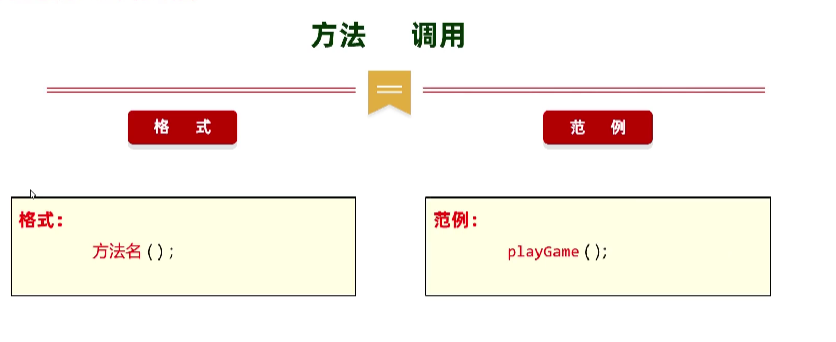 方法 调用
格 式
范 例
格式:
方法名();
范例:
playGame();